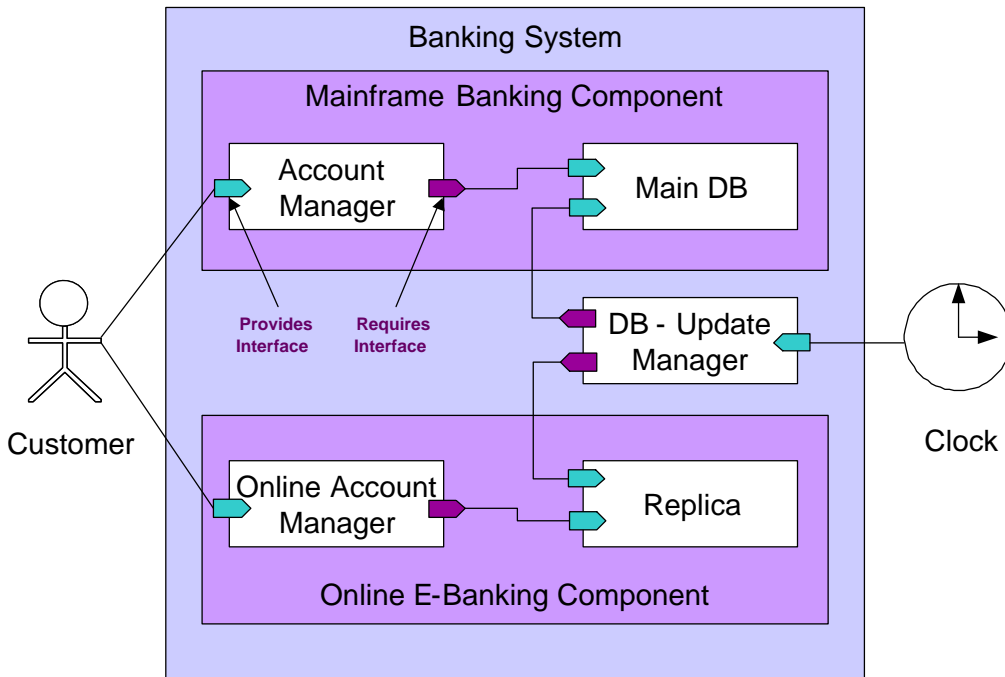 Banking System
Mainframe Banking Component
Account
Manager
Main DB
Provides
Interface
Requires
Interface
DB - Update
Manager
Customer
Clock
Online Account
Manager
Replica
Online E-Banking Component